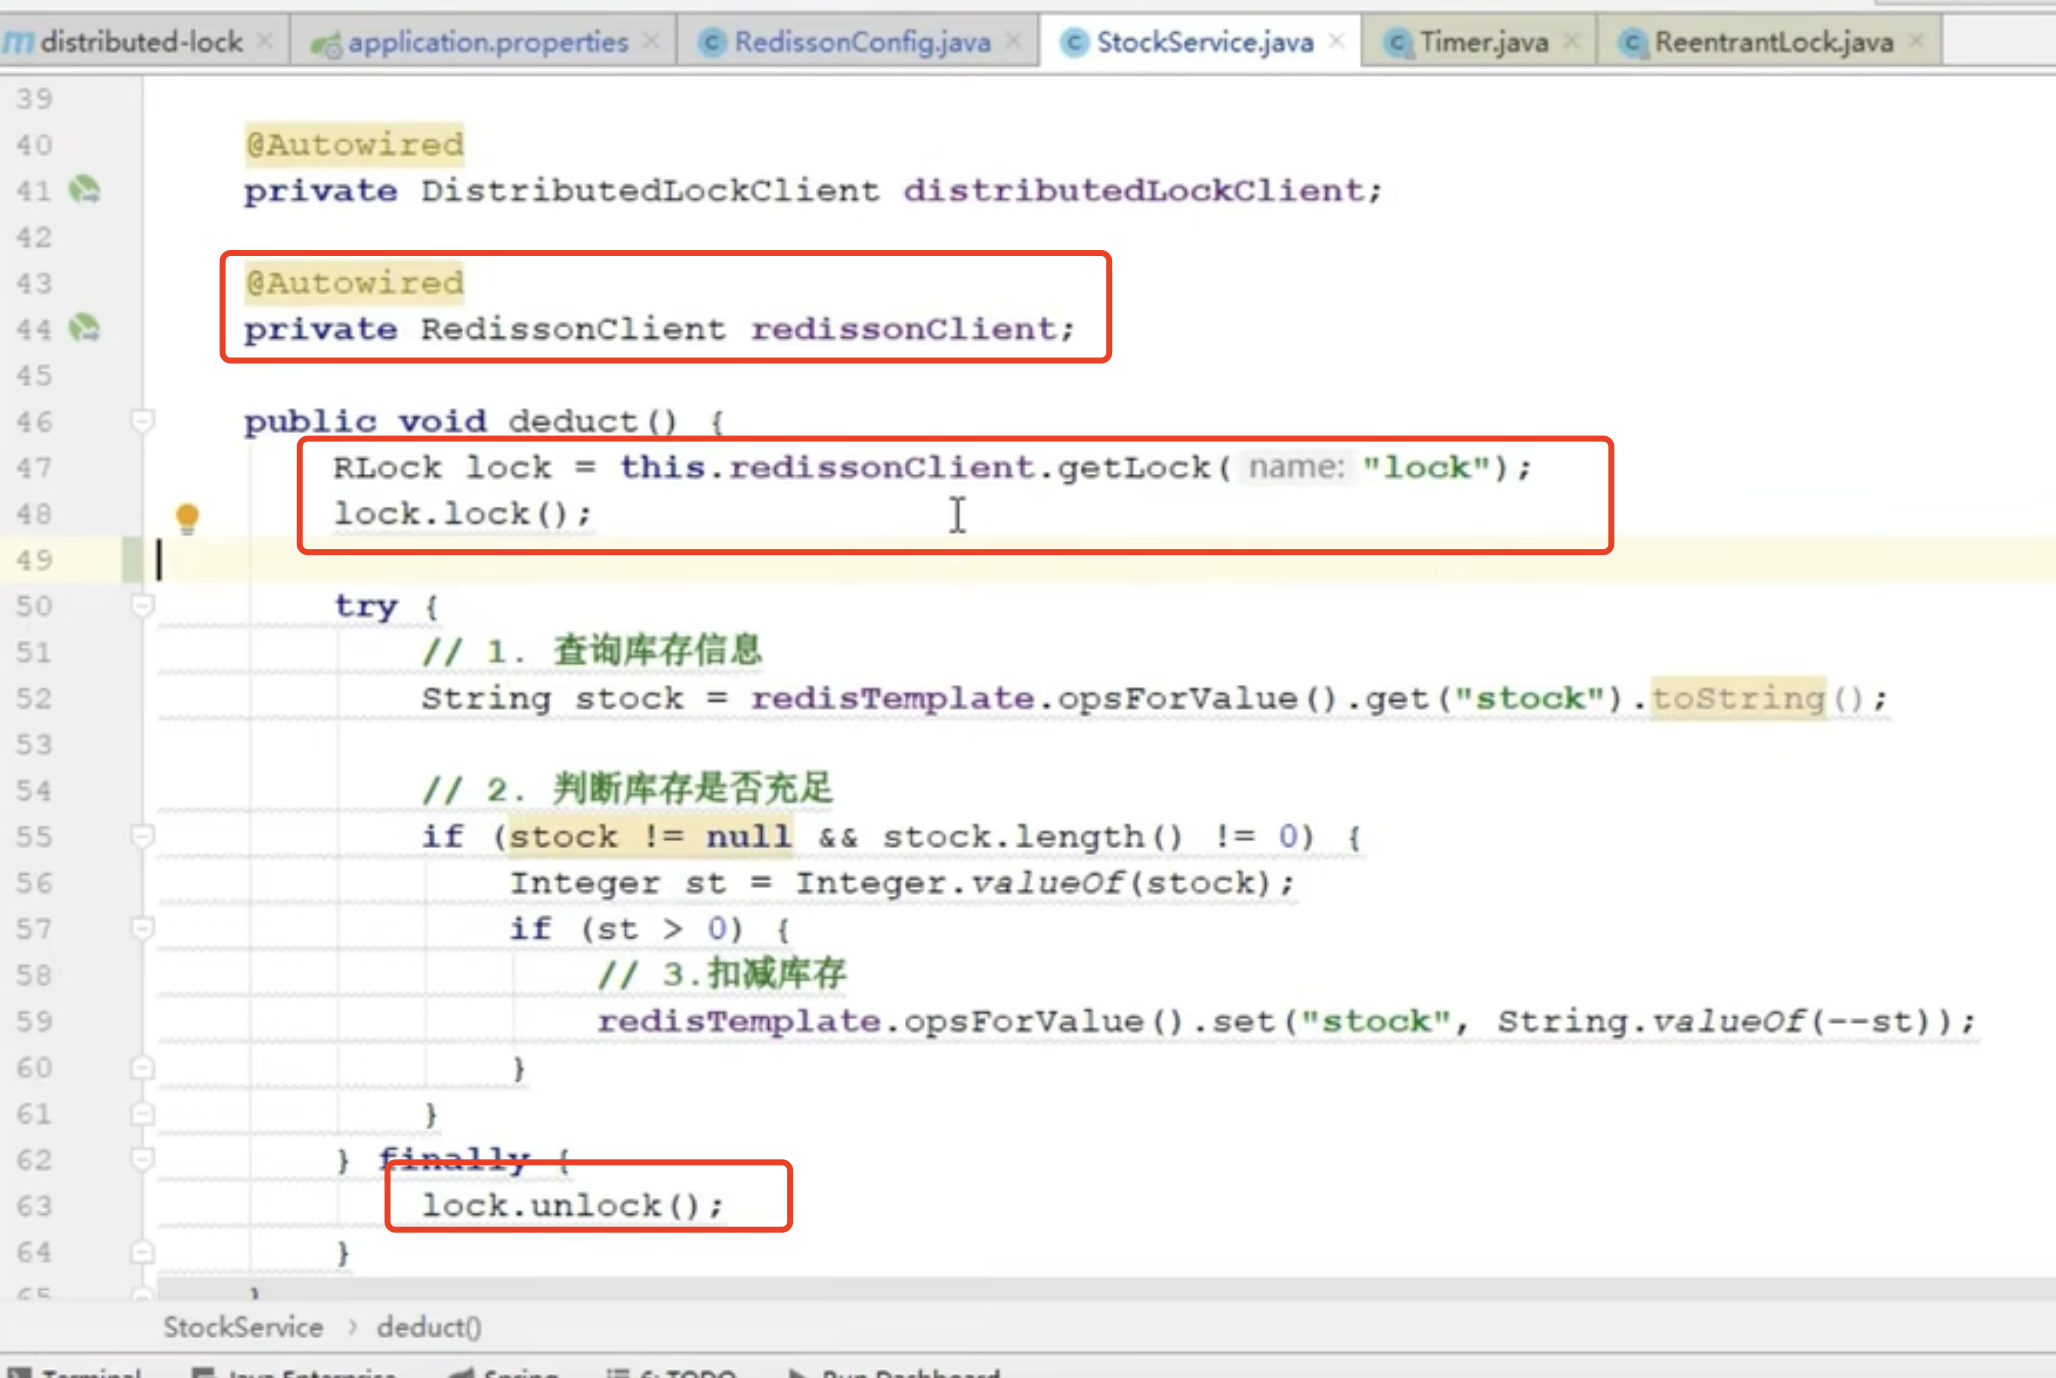 distributed-lock × application.properties × RedissonConfig.java × StockService.java × Timer.java × ReentrantLock.java ×
39
40 @Autowired
41 private DistributedLockClient distributedLockClient;
42
43 @Autowired
44 private RedissonClient redissonClient;
45
46 public void deduct() {
47 RLock lock = this.redissonClient.getLock( name: "lock");
48 lock.lock();
49
50 try {
51 // 1. 查询库存信息
52 String stock = redisTemplate.opsForValue().get("stock").toString();
53
54 // 2. 判断库存是否充足
55 if (stock != null && stock.length() != 0) {
56 Integer st = Integer.valueOf(stock);
57 if (st > 0) {
58 // 3.扣减库存
59 redisTemplate.opsForValue().set("stock", String.valueOf(--st));
60 }
61 }
62 } finally {
63 lock.unlock();
64 }
65 }
StockService › deduct()
Terminal Java Enterprise Spring 6: TODO Run Dashboard